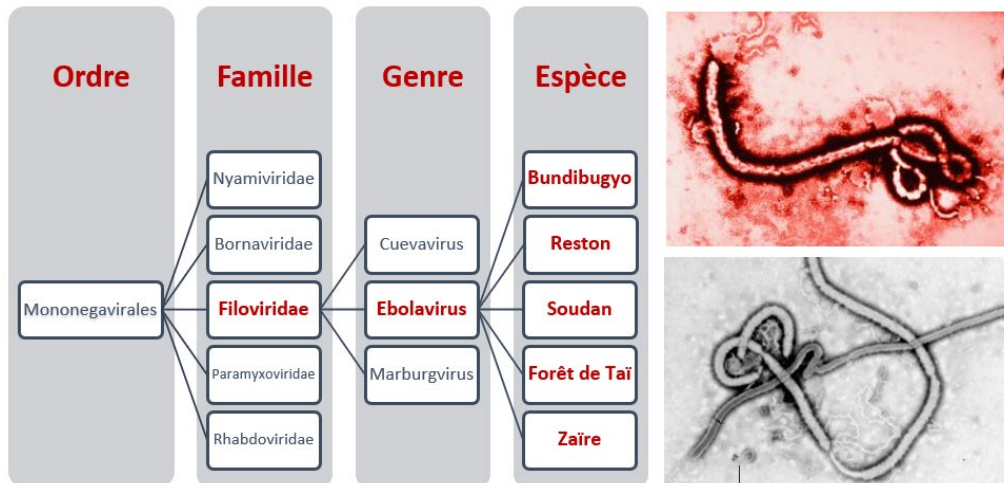 Ordre
Famille
Genre
Espèce
Nyamiviridae
Bornaviridae
Mononegavirales
Filoviridae
Paramyxoviridae
Rhabdoviridae
Cuevavirus
Ebolavirus
Marburgvirus
Bundibugyo
Reston
Soudan
Forêt de Taï
Zaïre